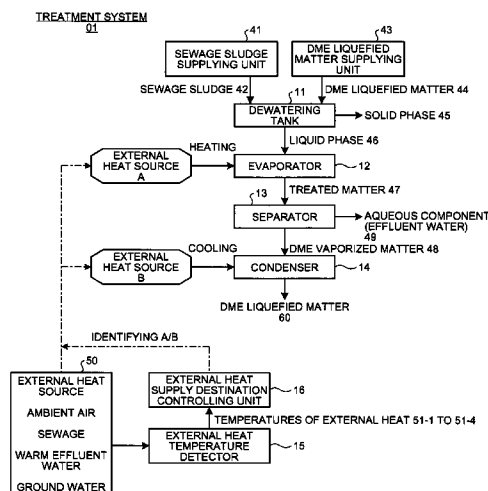 TREATMENT SYSTEM
01
41
43
SEWAGE SLUDGE
SUPPLYING UNIT
DME LIQUEFIED
MATTER SUPPLYING
UNIT
SEWAGE SLUDGE 42
DME LIQUEFIED MATTER 44
11
DEWATERING
TANK
SOLID PHASE 45
LIQUID PHASE 46
EXTERNAL
HEAT SOURCE
A
HEATING
EVAPORATOR
12
TREATED MATTER 47
13
SEPARATOR
AQUEOUS COMPONENT
(EFFLUENT WATER)
49
DME VAPORIZED MATTER 48
EXTERNAL
HEAT SOURCE
B
COOLING
CONDENSER
14
DME LIQUEFIED MATTER
60
IDENTIFYING A/B
50
EXTERNAL HEAT
SOURCE
AMBIENT AIR
SEWAGE
WARM EFFLUENT
WATER
GROUND WATER
EXTERNAL HEAT
SUPPLY DESTINATION
CONTROLLING UNIT
16
TEMPERATURES OF EXTERNAL HEAT 51-1 TO 51-4
EXTERNAL HEAT
TEMPERATURE
DETECTOR
15